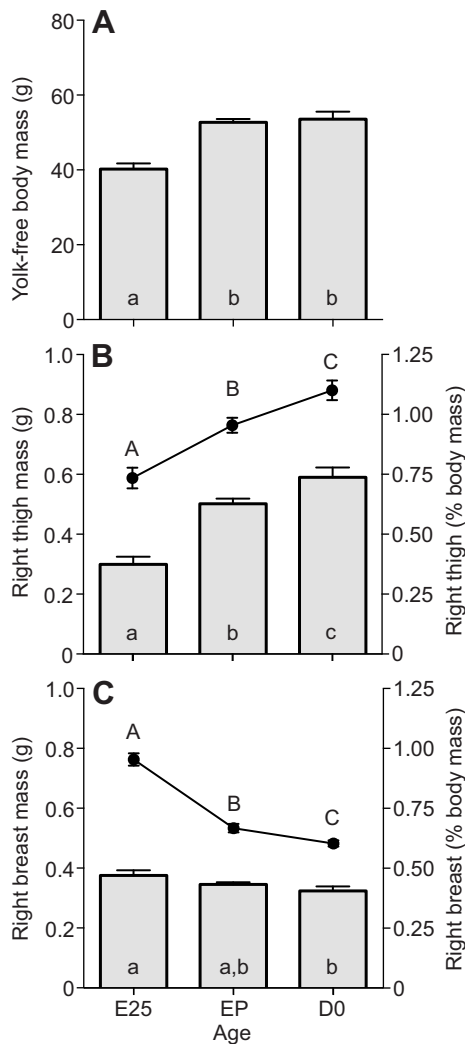 A
80
60
40
20
0
Yolk-free body mass (g)
a
b
b
B
1.0
0.8
0.6
0.4
0.2
0
Right thigh mass (g)
1.25
1.00
0.75
0.50
0.25
0
Right thigh (% body mass)
A
B
C
a
b
c
C
1.0
0.8
0.6
0.4
0.2
0
Right breast mass (g)
1.25
1.00
0.75
0.50
0.25
0
Right breast (% body mass)
A
B
C
a
a,b
b
E25 EP D0
Age